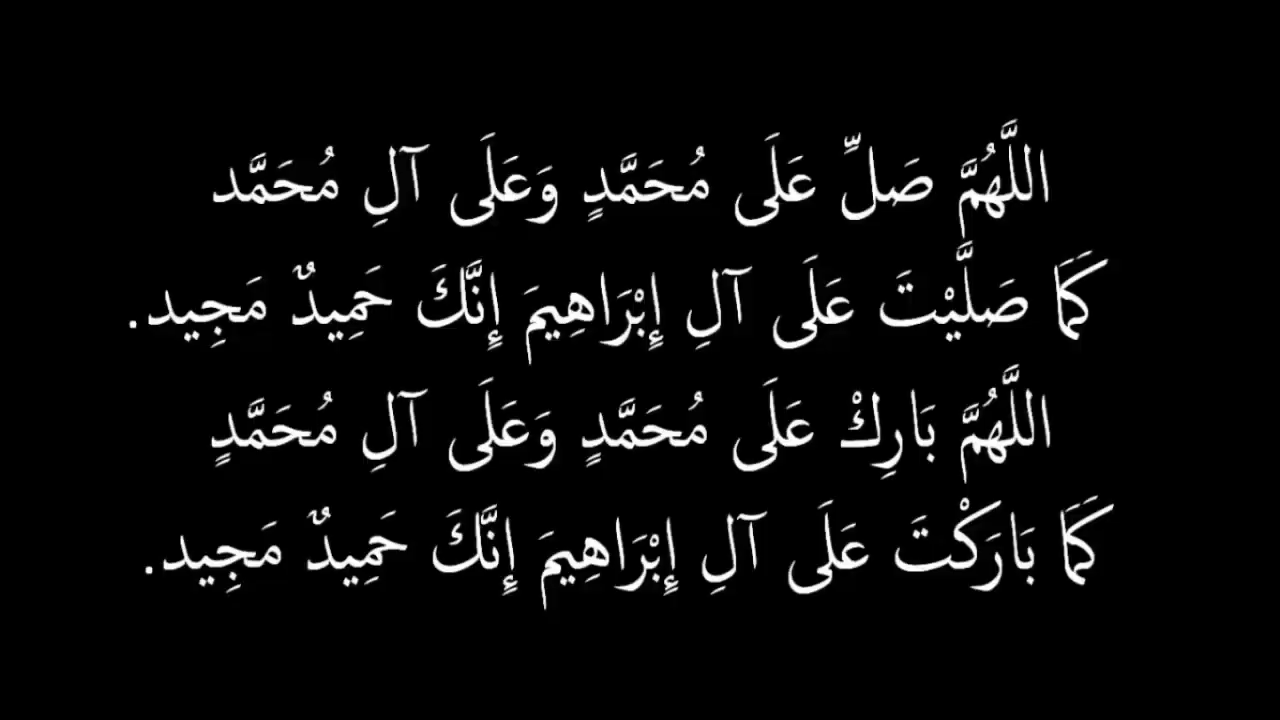 اللَّهُمَّ صَلِّ عَلَى مُحَمَّدٍ وَعَلَى آلِ مُحَمَّد
كَمَا صَلَّيْتَ عَلَى آلِ إِبْرَاهِيمَ إِنَّكَ حَمِيدٌ مَجِيد.
اللَّهُمَّ بَارِكْ عَلَى مُحَمَّدٍ وَعَلَى آلِ مُحَمَّدٍ
كَمَا بَارَكْتَ عَلَى آلِ إِبْرَاهِيمَ إِنَّكَ حَمِيدٌ مَجِيد.